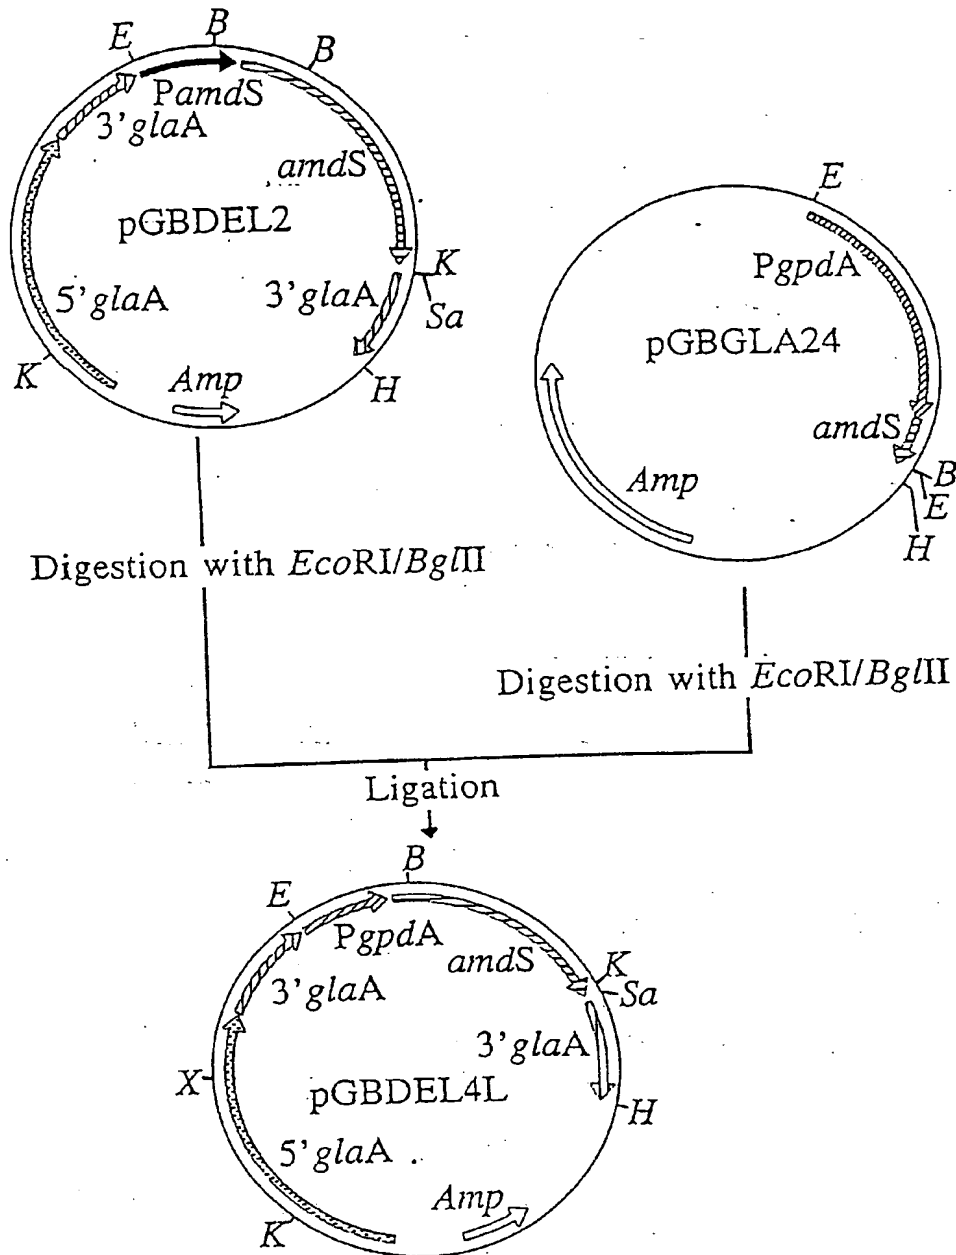 B
E
B
PamdS
3'glaA
amdS
pGBDEL2
K
5'glaA
3'glaA
Sa
K
H
Amp
E
PgpdA
pGBGLA24
amdS
Amp
B
E
H
Digestion with EcoRI/BglII
Digestion with EcoRI/BglII
Ligation
B
E
PgpdA
amdS
K
3'glaA
Sa
3'glaA
X
pGBDEL4L
H
5'glaA
Amp
K